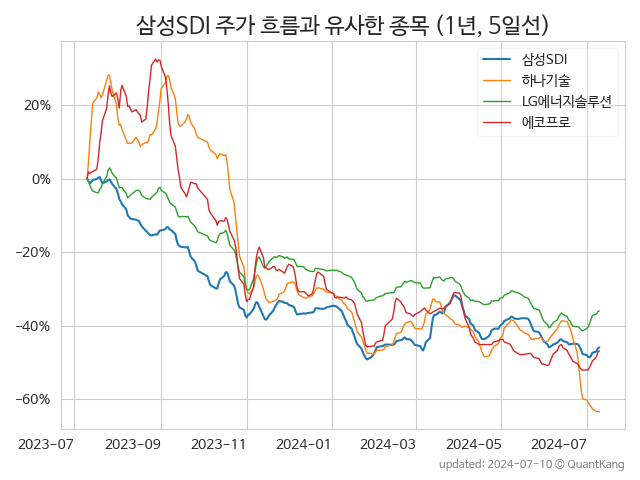 삼성SDI 주가 흐름과 유사한 종목 (1년, 5일선)
삼성SDI
하나기술
LG에너지솔루션
에코프로
20%
0%
−20%
−40%
−60%
2023-07 2023-09 2023-11 2024-01 2024-03 2024-05 2024-07
updated: 2024-07-10 © QuantKang